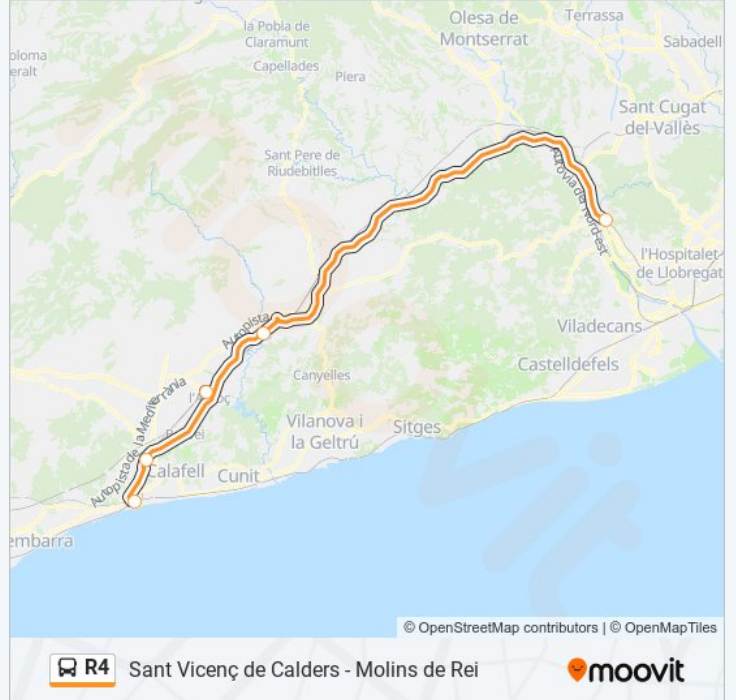 Olesa de
Montserrat
Terrassa
la Pobla de
Claramunt
Sabadell
Capellades
Piera
Sant Cugat
del Vallès
Sant Pere de
Riudebitlles
Autovia del Nord-est
l'Hospitalet
de Llobregat
Autopista
Viladecans
Castelldefels
Canyelles
Autopista de la Mediterrània
Vilanova i
la Geltrú
Sitges
Calafell
Cunit
embarra
© OpenStreetMap contributors | © OpenMapTiles
R4 Sant Vicenç de Calders - Molins de Rei
moovit